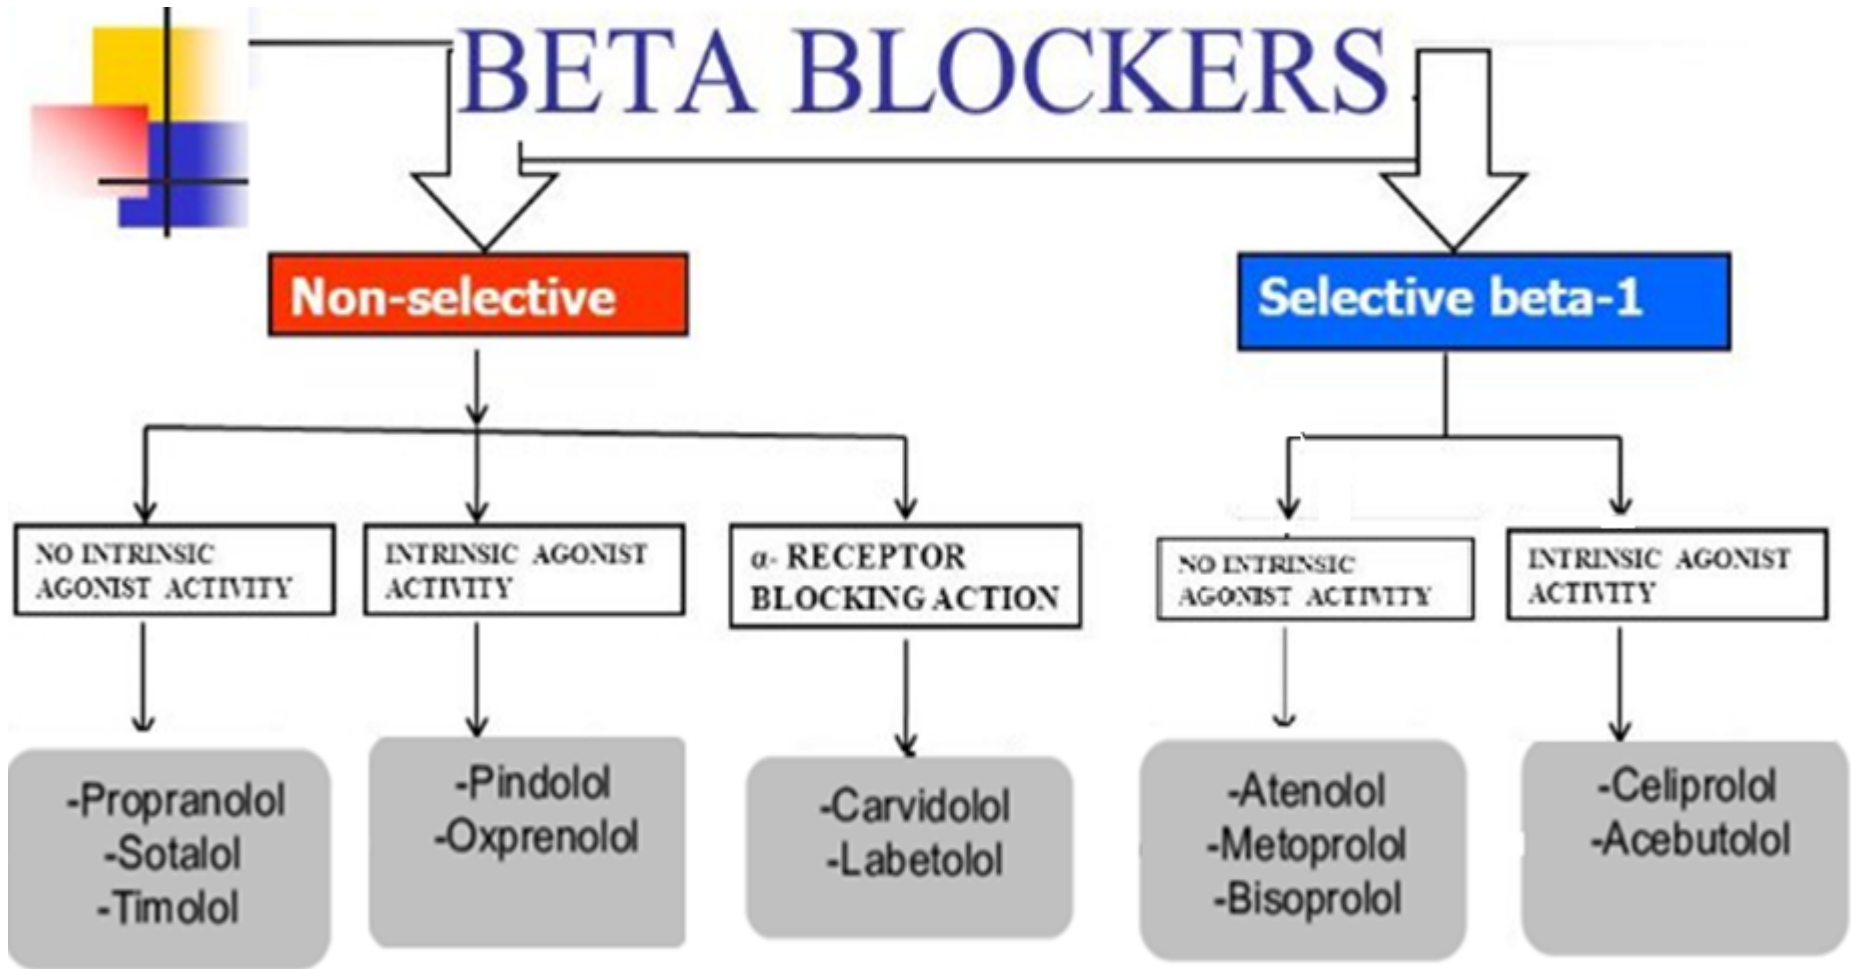 BETA BLOCKERS
Non-selective
Selective beta-1
NO INTRINSIC
AGONIST ACTIVITY
INTRINSIC AGONIST
ACTIVITY
α- RECEPTOR
BLOCKING ACTION
NO INTRINSIC
AGONIST ACTIVITY
INTRINSIC AGONIST
ACTIVITY
-Propranolol
-Sotalol
-Timolol
-Pindolol
-Oxprenolol
-Carvidolol
-Labetolol
-Atenolol
-Metoprolol
-Bisoprolol
-Celiprolol
-Acebutolol